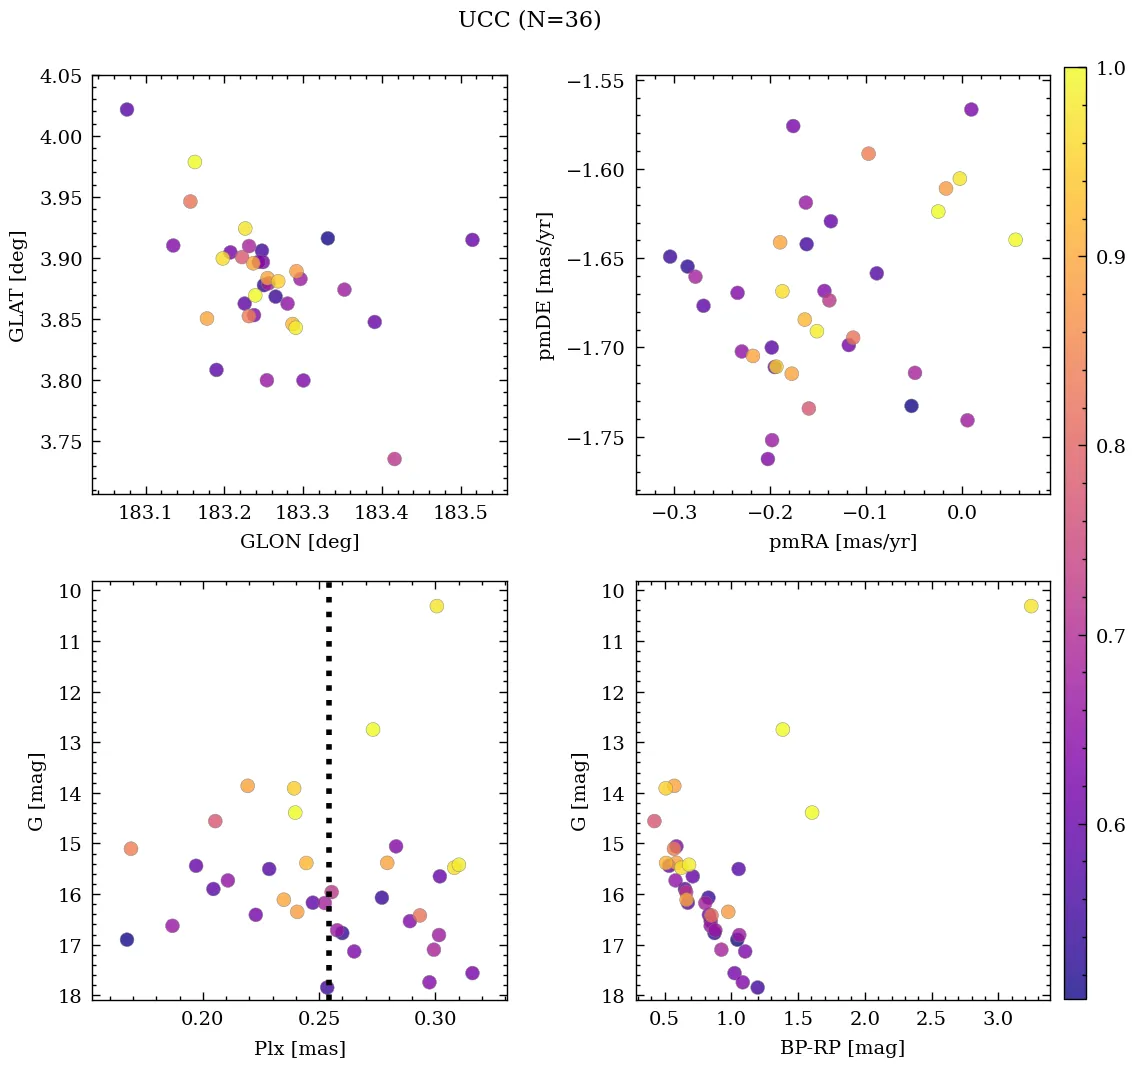 UCC (N=36)
4.05
4.00
3.95
3.90
3.85
3.80
3.75
GLAT [deg]
183.1 183.2 183.3 183.4 183.5
GLON [deg]
−1.55
−1.60
−1.65
−1.70
−1.75
pmDE [mas/yr]
−0.3 −0.2 −0.1 0.0
pmRA [mas/yr]
10
11
12
13
14
15
16
17
18
G [mag]
0.20 0.25 0.30
Plx [mas]
10
11
12
13
14
15
16
17
18
G [mag]
0.5 1.0 1.5 2.0 2.5 3.0
BP-RP [mag]
1.0
0.9
0.8
0.7
0.6